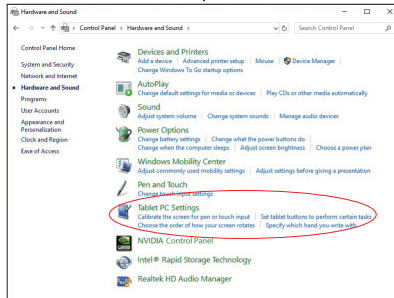 Hardware and Sound
Control Panel > Hardware and Sound >
Search Control Panel
Control Panel Home
System and Security
Network and Internet
Hardware and Sound
Programs
User Accounts
Appearance and
Personalization
Clock and Region
Ease of Access
Devices and Printers
Add a device | Advanced printer setup | Mouse | Device Manager |
Change Windows To Go startup options
AutoPlay
Change default settings for media or devices | Play CDs or other media automatically
Sound
Adjust system volume | Change system sounds | Manage audio devices
Power Options
Change battery settings | Change what the power buttons do |
Change when the computer sleeps | Adjust screen brightness | Choose a power plan
Windows Mobility Center
Adjust commonly used mobility settings | Adjust settings before giving a presentation
Pen and Touch
Change touch input settings
Tablet PC Settings
Calibrate the screen for pen or touch input | Set tablet buttons to perform certain tasks
Choose the order of how your screen rotates | Specify which hand you write with
NVIDIA Control Panel
Intel® Rapid Storage Technology
Realtek HD Audio Manager